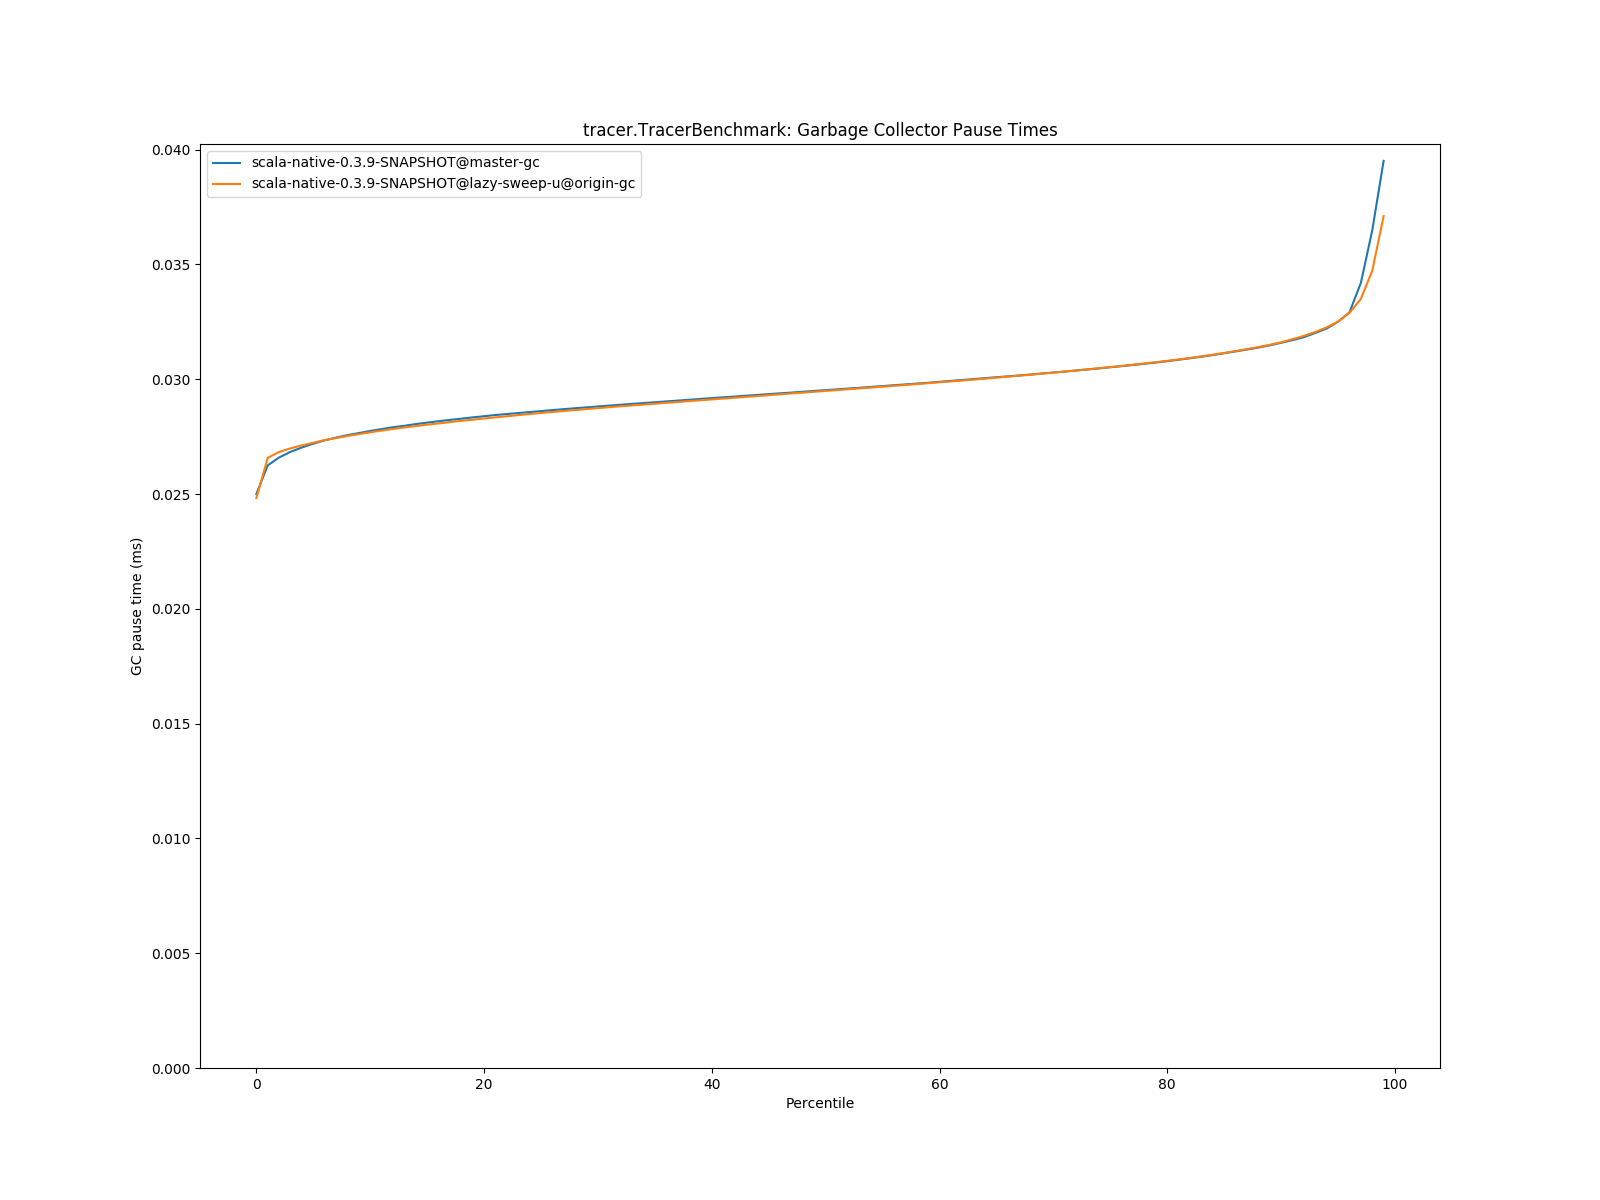 tracer.TracerBenchmark: Garbage Collector Pause Times
scala-native-0.3.9-SNAPSHOT@master-gc
scala-native-0.3.9-SNAPSHOT@lazy-sweep-u@origin-gc
0.040
0.035
0.030
0.025
0.020
0.015
0.010
0.005
0.000
GC pause time (ms)
0 20 40 60 80 100
Percentile